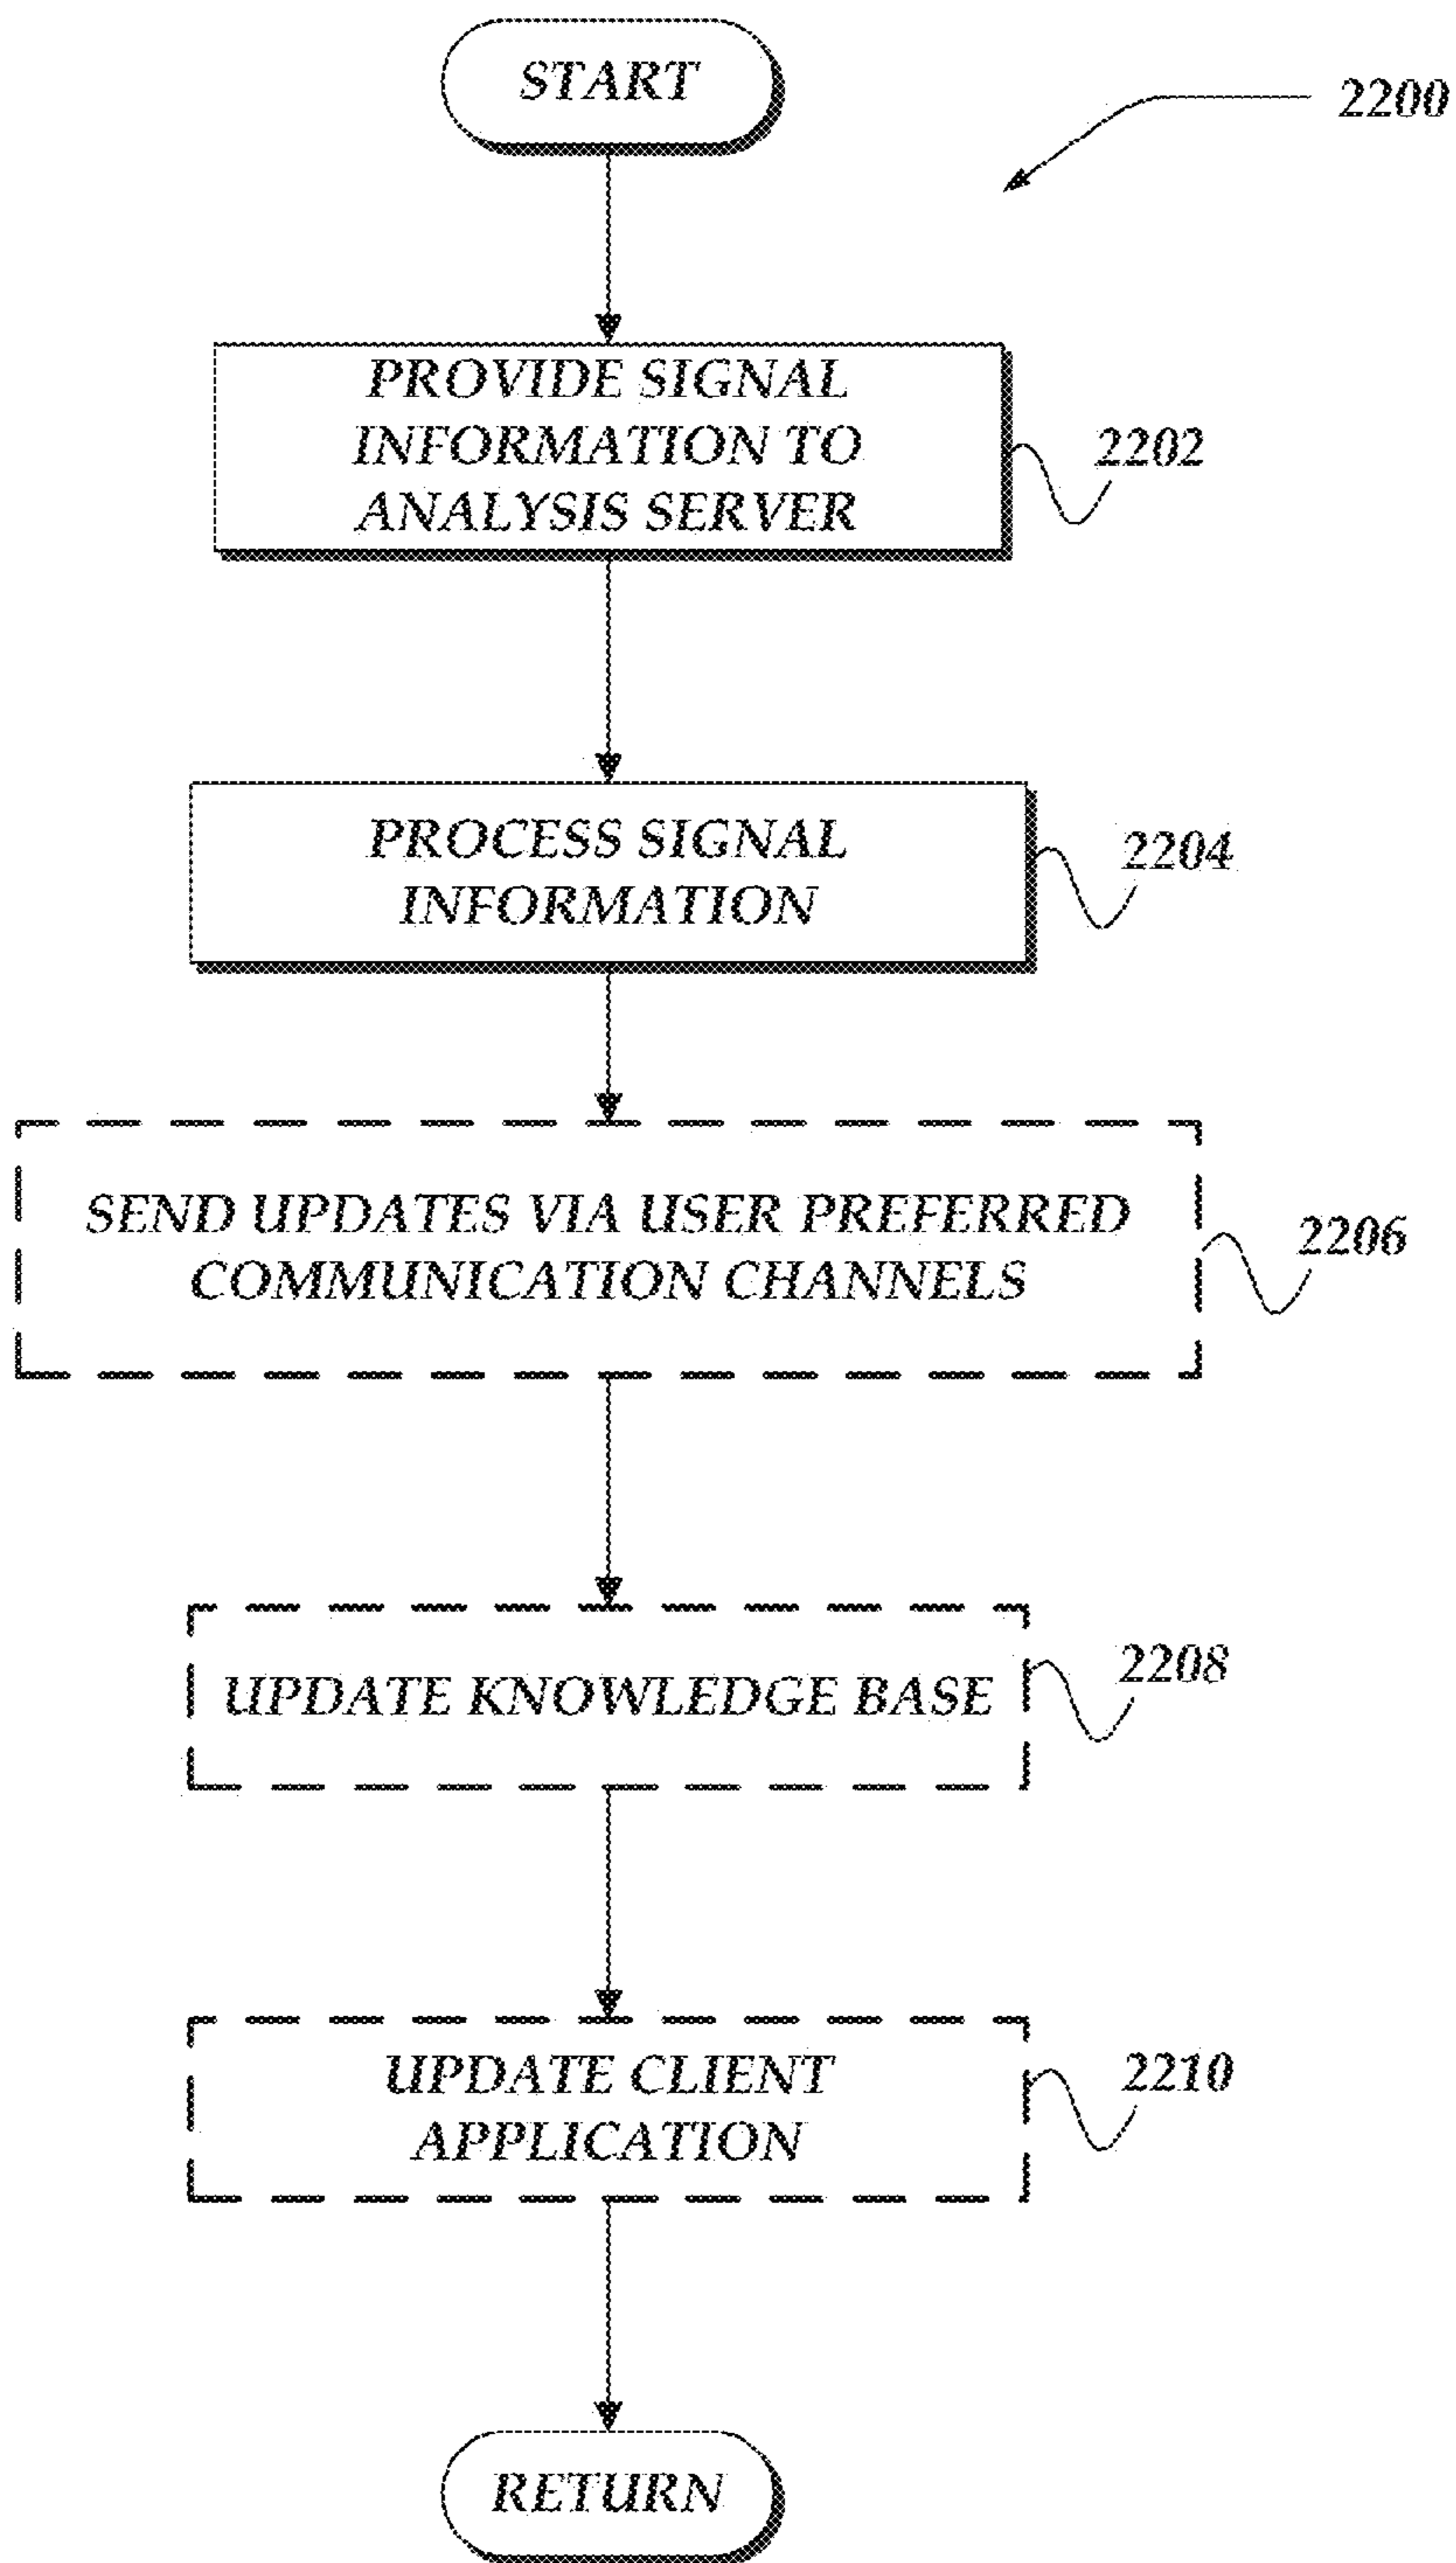 START
2200
PROVIDE SIGNAL
INFORMATION TO
ANALYSIS SERVER
2202
PROCESS SIGNAL
INFORMATION
2204
SEND UPDATES VIA USER PREFERRED
COMMUNICATION CHANNELS
2206
UPDATE KNOWLEDGE BASE
2208
UPDATE CLIENT
APPLICATION
2210
RETURN